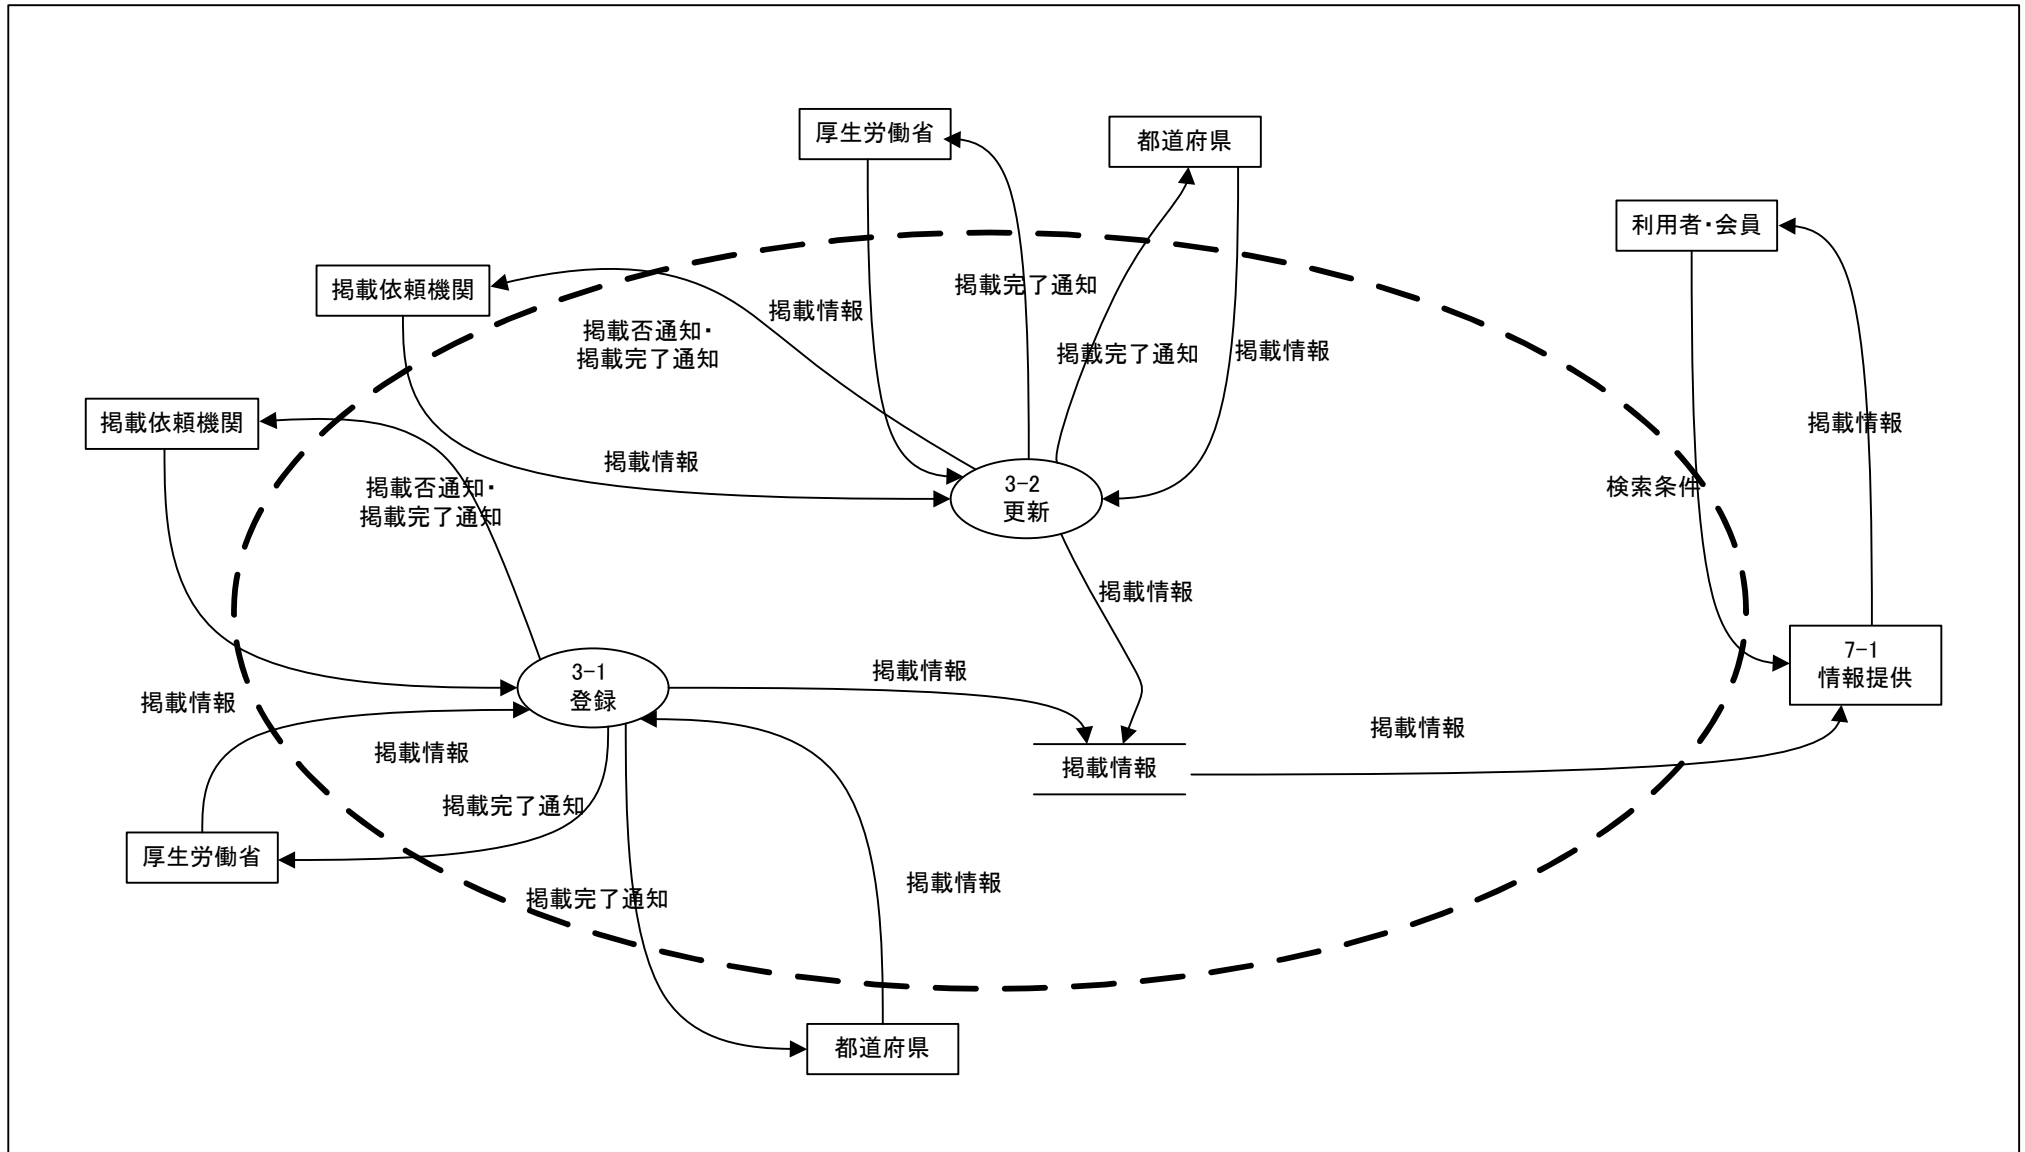 厚生労働省
都道府県
利用者・会員
掲載依頼機関
掲載完了通知
掲載情報
掲載否通知・
掲載完了通知
掲載完了通知
掲載情報
掲載依頼機関
掲載情報
掲載情報
3-2
更新
検索条件
掲載否通知・
掲載完了通知
掲載情報
3-1
登録
掲載情報
7-1
情報提供
掲載情報
掲載情報
掲載情報
掲載情報
掲載完了通知
厚生労働省
掲載完了通知
掲載情報
都道府県